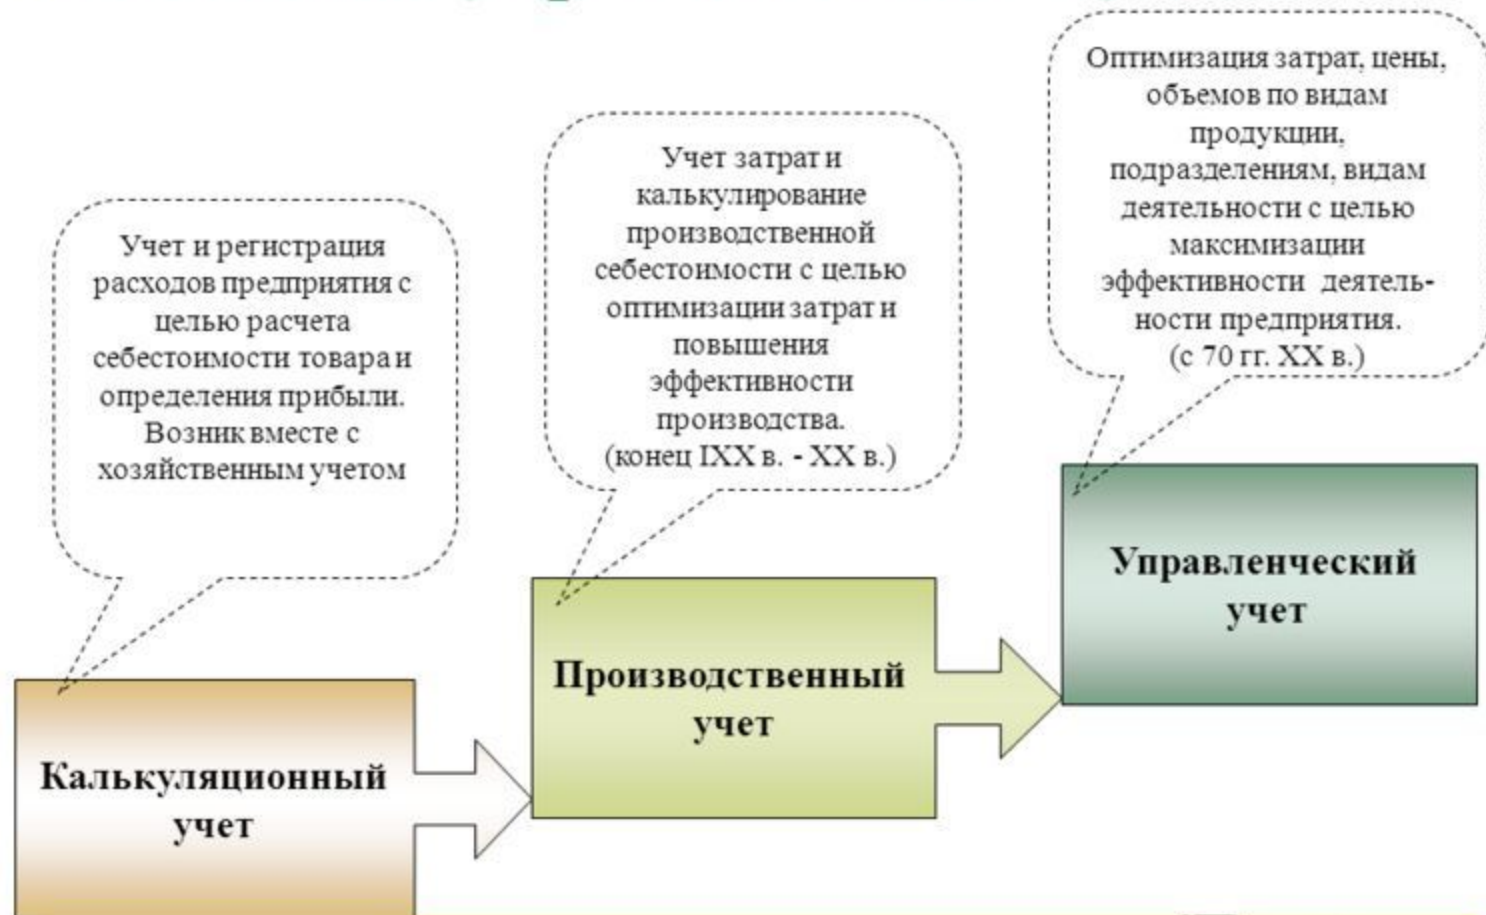 Учет и регистрация
расходов предприятия с
целью расчета
себестоимости товара и
определения прибыли.
Возник вместе с
хозяйственным учетом
Калькуляционный
учет
Учет затрат и
калькулирование
производственной
себестоимости с целью
оптимизации затрат и
повышения
эффективности
производства.
(конец IXX в. - XX в.)
Производственный
учет
Оптимизация затрат, цены,
объемов по видам
продукции,
подразделениям, видам
деятельности с целью
максимизации
эффективности деятель-
ности предприятия.
(с 70 гг. XX в.)
Управленческий
учет